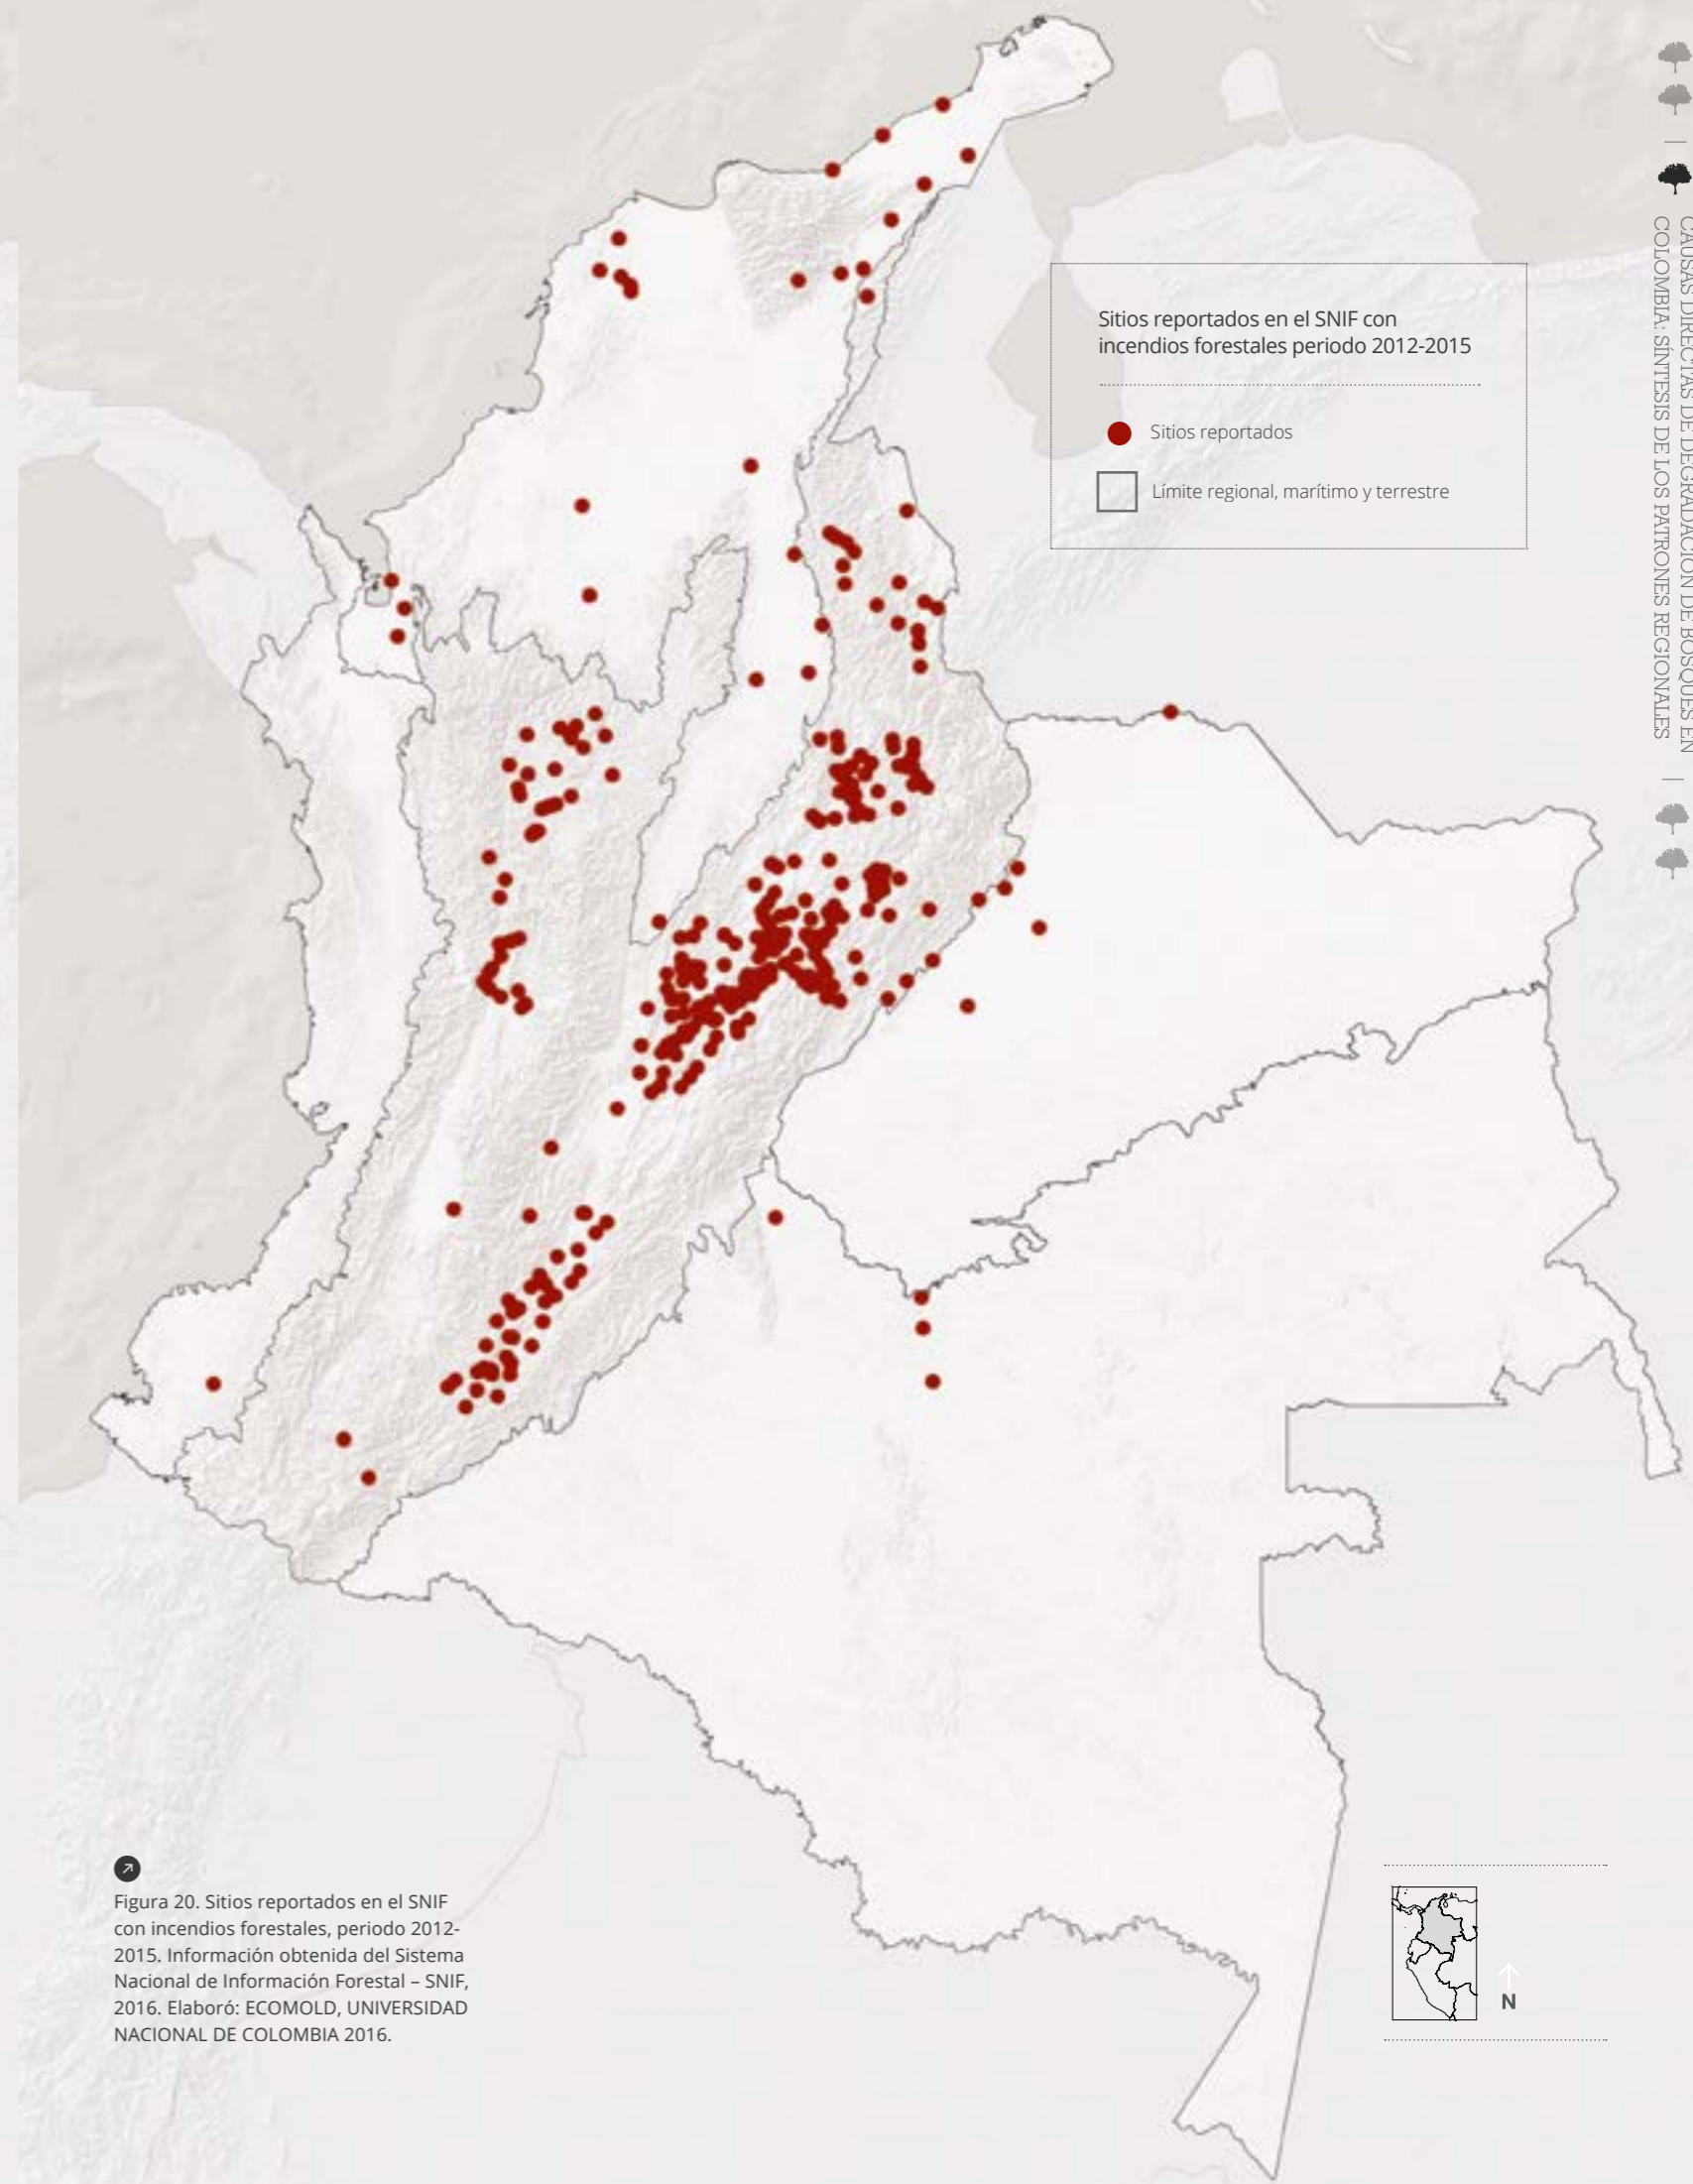 Sitios reportados en el SNIF con
incendios forestales periodo 2012-2015
Sitios reportados
Límite regional, marítimo y terrestre
CAUSAS DIRECTAS DE DEGRADACIÓN DE BOSQUES EN
COLOMBIA: SÍNTESIS DE LOS PATRONES REGIONALES
Figura 20. Sitios reportados en el SNIF
con incendios forestales, periodo 2012-
2015. Información obtenida del Sistema
Nacional de Información Forestal – SNIF,
2016. Elaboró: ECOMOLD, UNIVERSIDAD
NACIONAL DE COLOMBIA 2016.
N